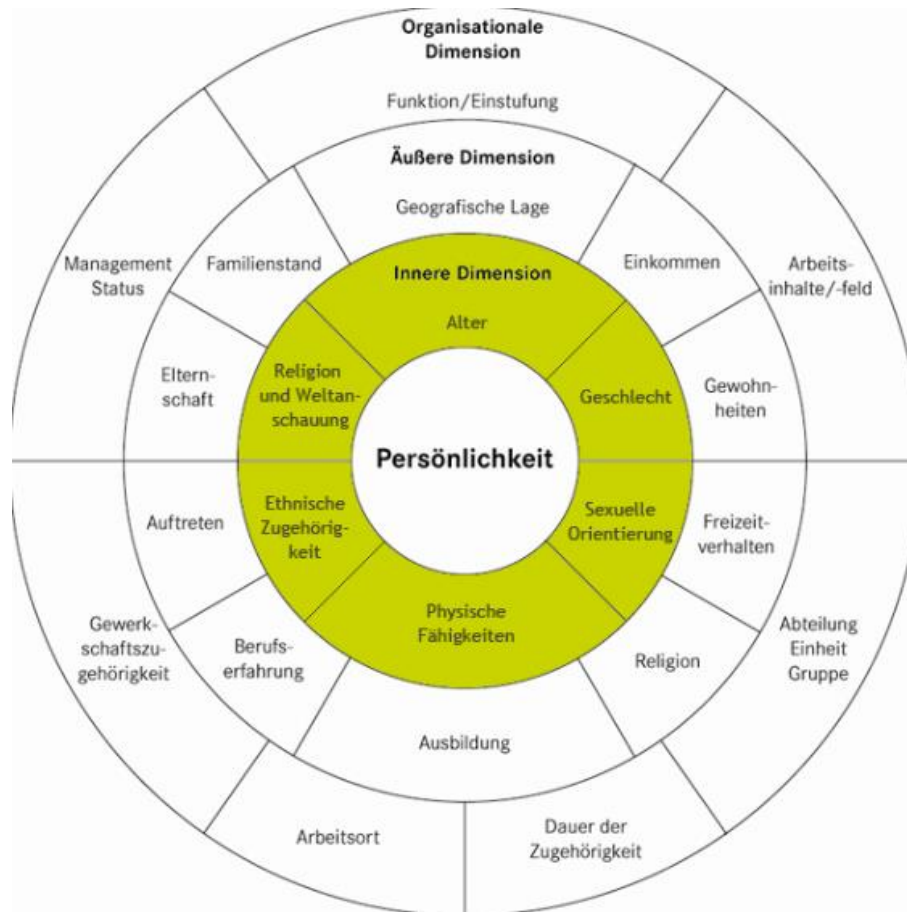 Organisationale
Dimension
Funktion/Einstufung
Äußere Dimension
Geografische Lage
Management
Status
Familienstand
Innere Dimension
Einkommen
Arbeits-
inhalte/-feld
Alter
Eltern-
schaft
Religion
und Weltan-
schauung
Geschlecht
Gewohn-
heiten
Persönlichkeit
Auftreten
Ethnische
Zugehörig-
keit
Sexuelle
Orientierung
Freizeit-
verhalten
Gewerk-
schaftszu-
gehörigkeit
Berufs-
erfahrung
Physische
Fähigkeiten
Religion
Abteilung
Einheit
Gruppe
Ausbildung
Arbeitsort
Dauer der
Zugehörigkeit